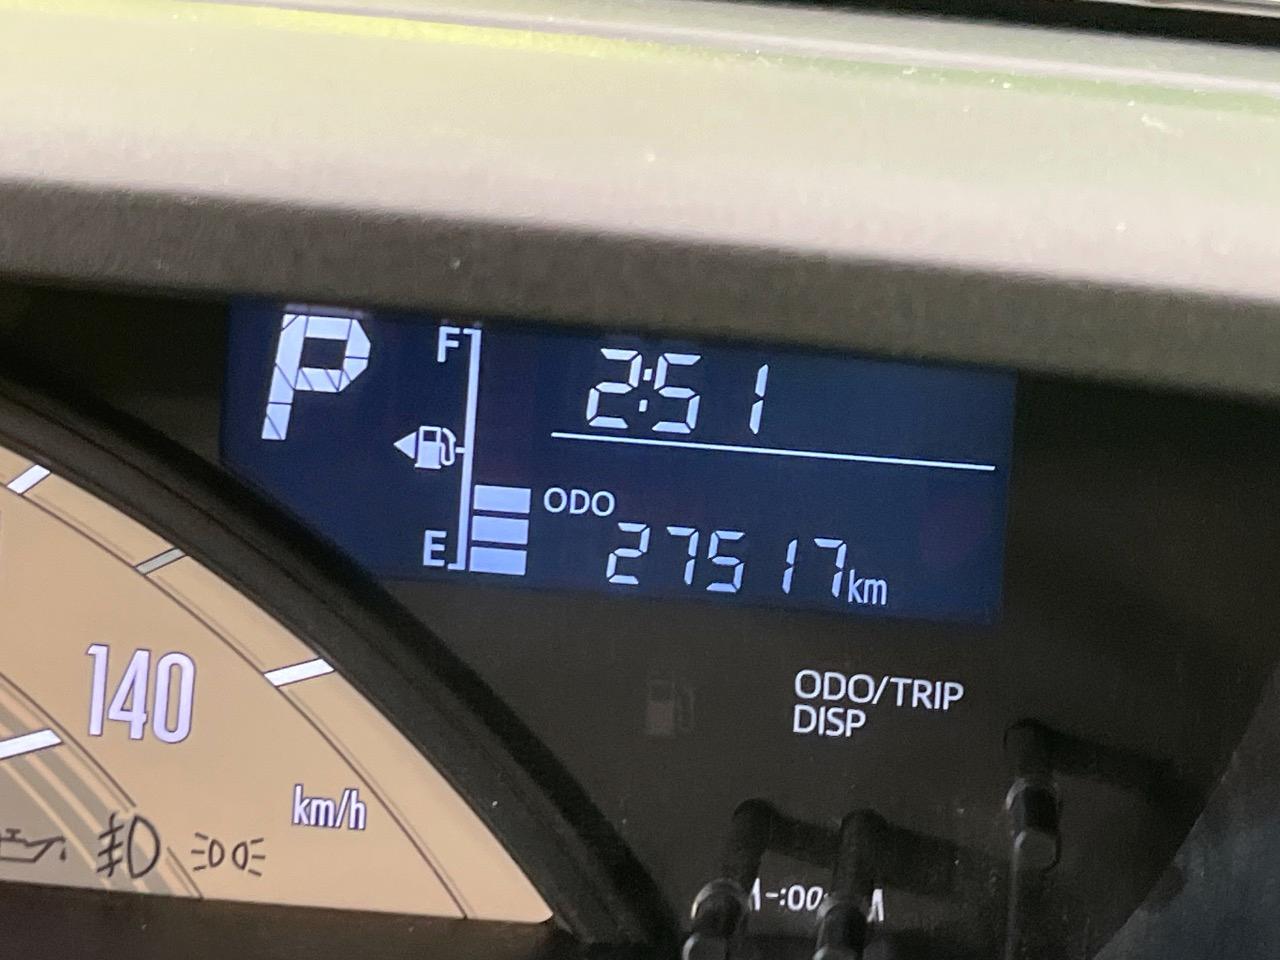 P
F
2:51
ODO
27517km
E
140
km/h
ODO/TRIP
DISP